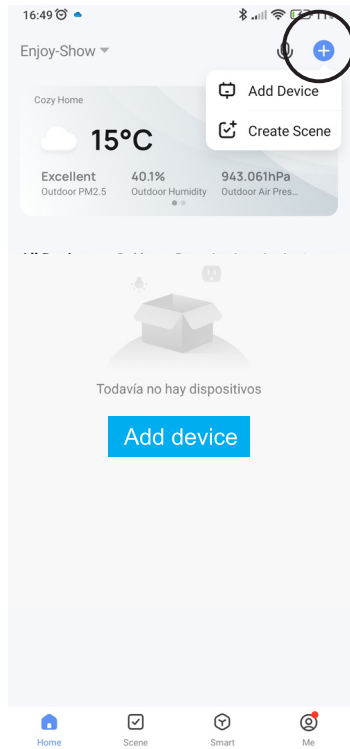 16:49
Enjoy-Show
Add Device
Create Scene
Cozy Home
15°C
Excellent 40.1% 943.061hPa
Outdoor PM2.5 Outdoor Humidity Outdoor Air Pres...
Todavía no hay dispositivos
Add device
Home Scene Smart Me